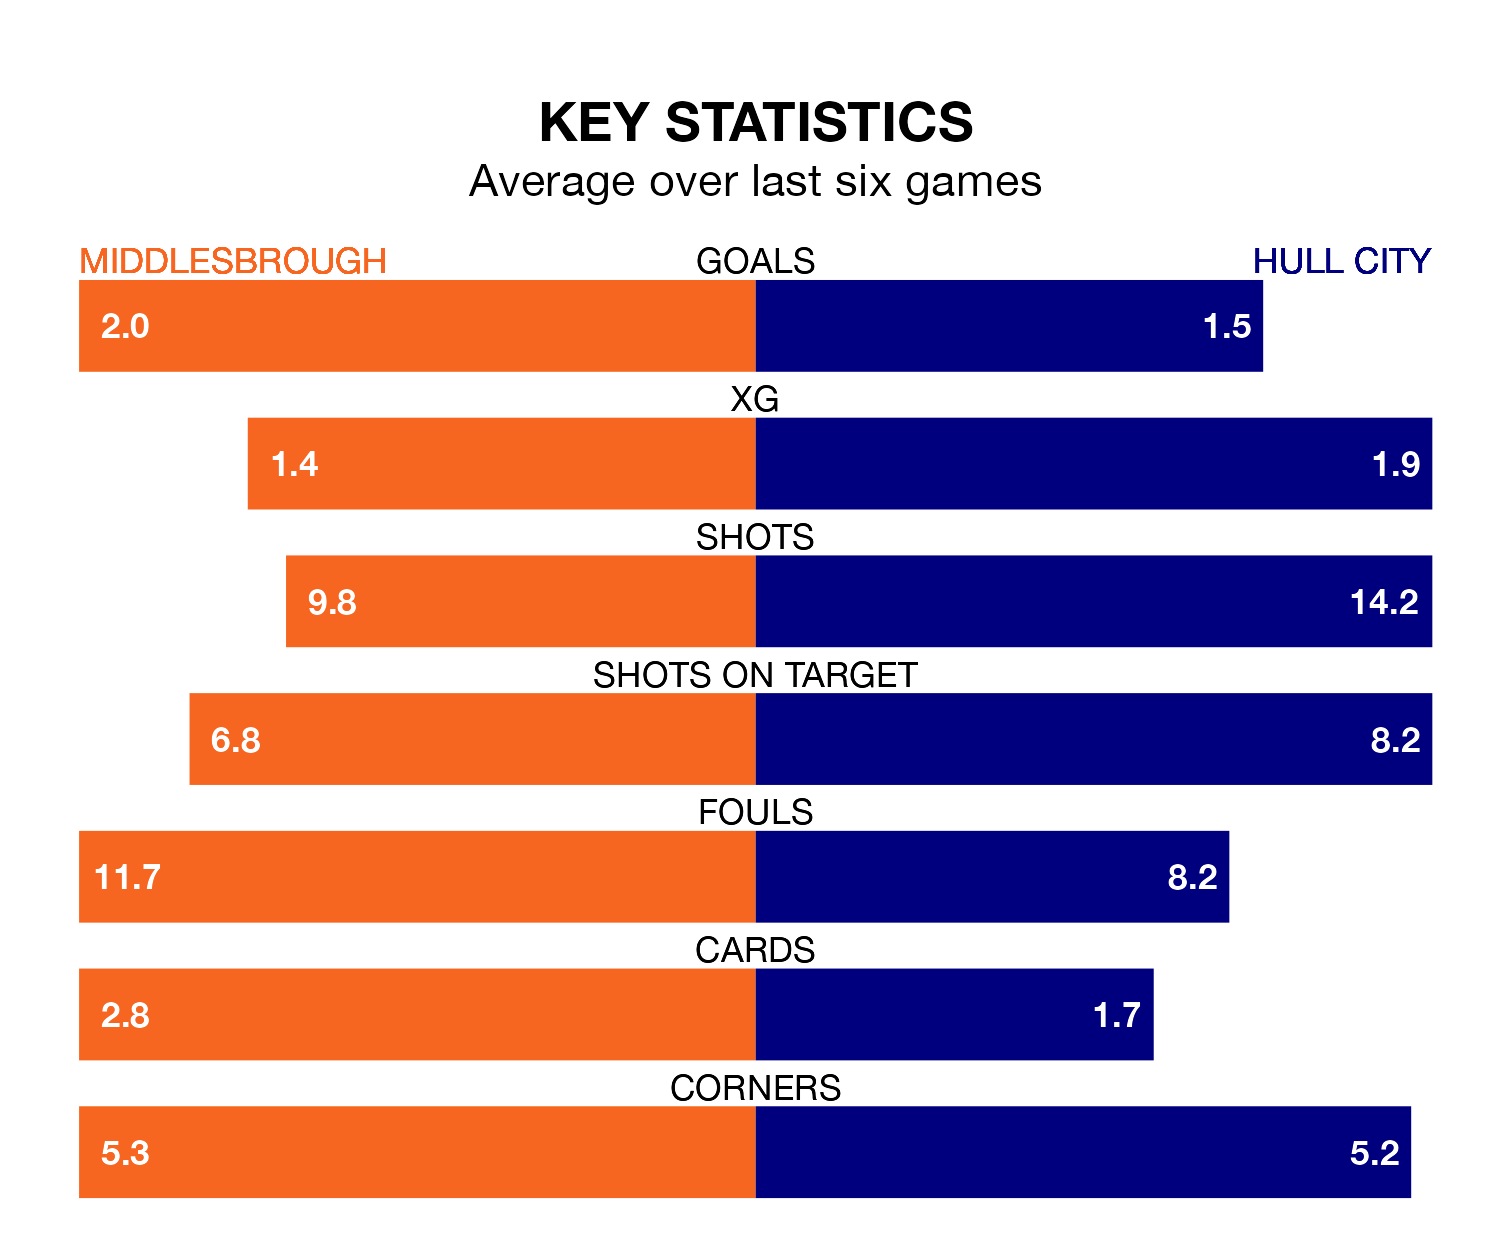 KEY STATISTICS
Average over last six games
MIDDLESBROUGH GOALS HULL CITY
2.0 1.5
XG
1.4 1.9
SHOTS
9.8 14.2
SHOTS ON TARGET
6.8 8.2
FOULS
11.7 8.2
CARDS
2.8 1.7
CORNERS
5.3 5.2